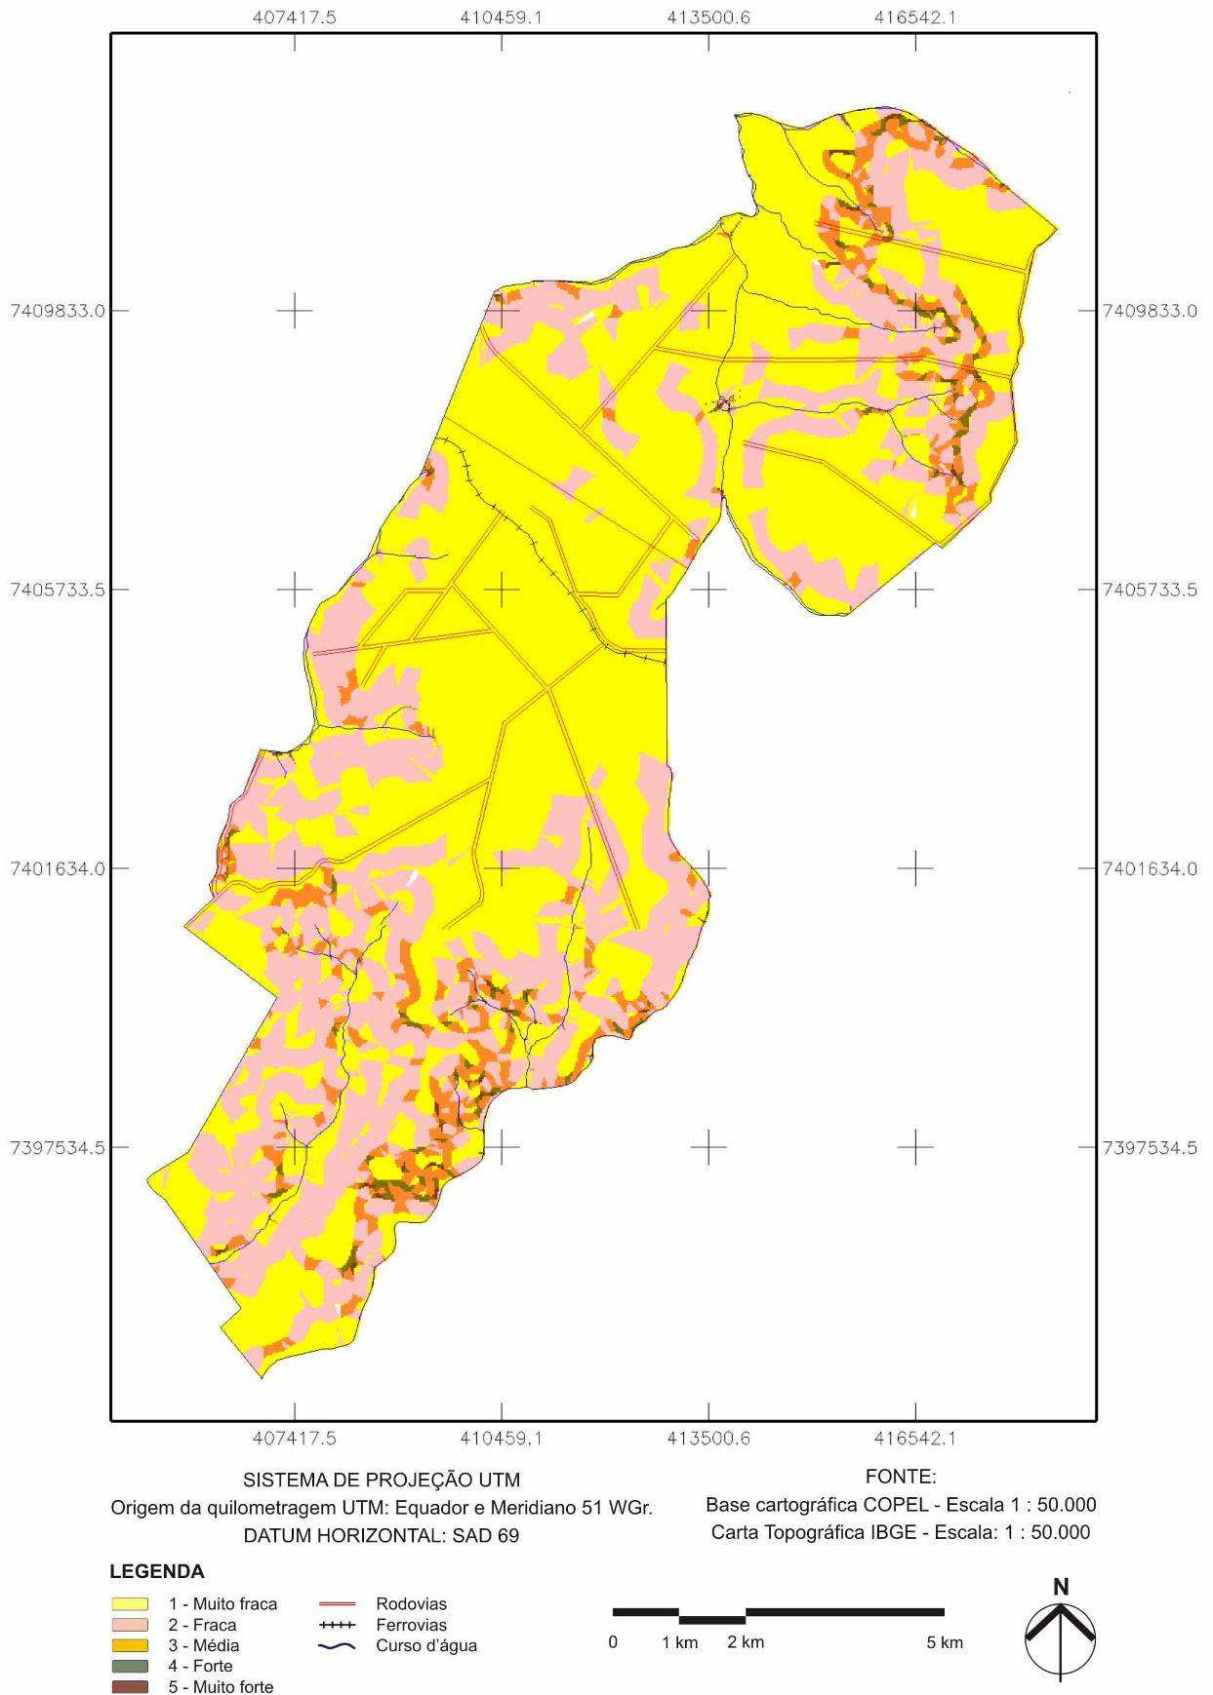 407417.5 410459.1 413500.6 416542.1
7409833.0 7409833.0
7405733.5 7405733.5
7401634.0 7401634.0
7397534.5 7397534.5
407417.5 410459.1 413500.6 416542.1
SISTEMA DE PROJEÇÃO UTM
Origem da quilometragem UTM: Equador e Meridiano 51 WGr.
DATUM HORIZONTAL: SAD 69
FONTE:
Base cartográfica COPEL - Escala 1 : 50.000
Carta Topográfica IBGE - Escala: 1 : 50.000
LEGENDA
1 - Muito fraca
2 - Fraca
3 - Média
4 - Forte
5 - Muito forte
Rodovias
Ferrovias
Curso d'água
0 1 km 2 km 5 km
N